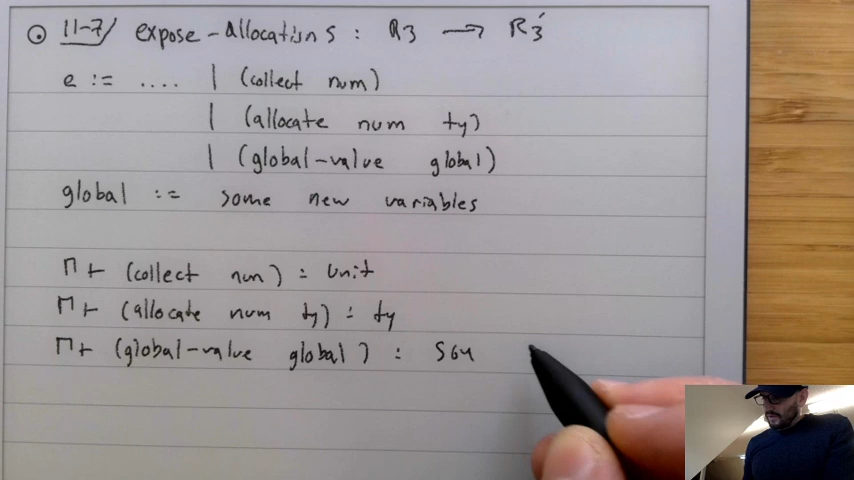 ⊙ 11-7/ expose-allocations : R3 → R3'
e := .... | (collect num)
| (allocate num ty)
| (global-value global)
global := some new variables
Γ ⊢ (collect num) = Unit
Γ ⊢ (allocate num ty) : ty
Γ ⊢ (global-value global) : S64